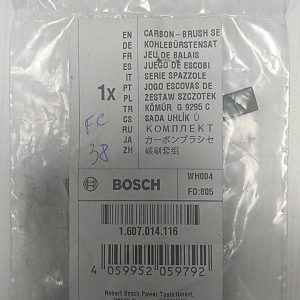 EN CARBON-BRUSH SE
DE KOHLEBÜRSTENSAT
FR JEU DE BALAIS
ES JUEGO DE ESCOBI
IT SERIE SPAZZOLE
PT JOGO ESCOVAS DE
PL ZESTAW SZCZOTEK
TR KÖMÜR G 9295 C
CS SADA UHLÍK Ů
RU КОМПЛЕКТ
JA カーボンブラシセ
ZH 碳刷套组
1x
FC
38
BOSCH
WH004
FD:805
1.607.014.116
4 059952 059792
Robert Bosch Power Tools GmbH,